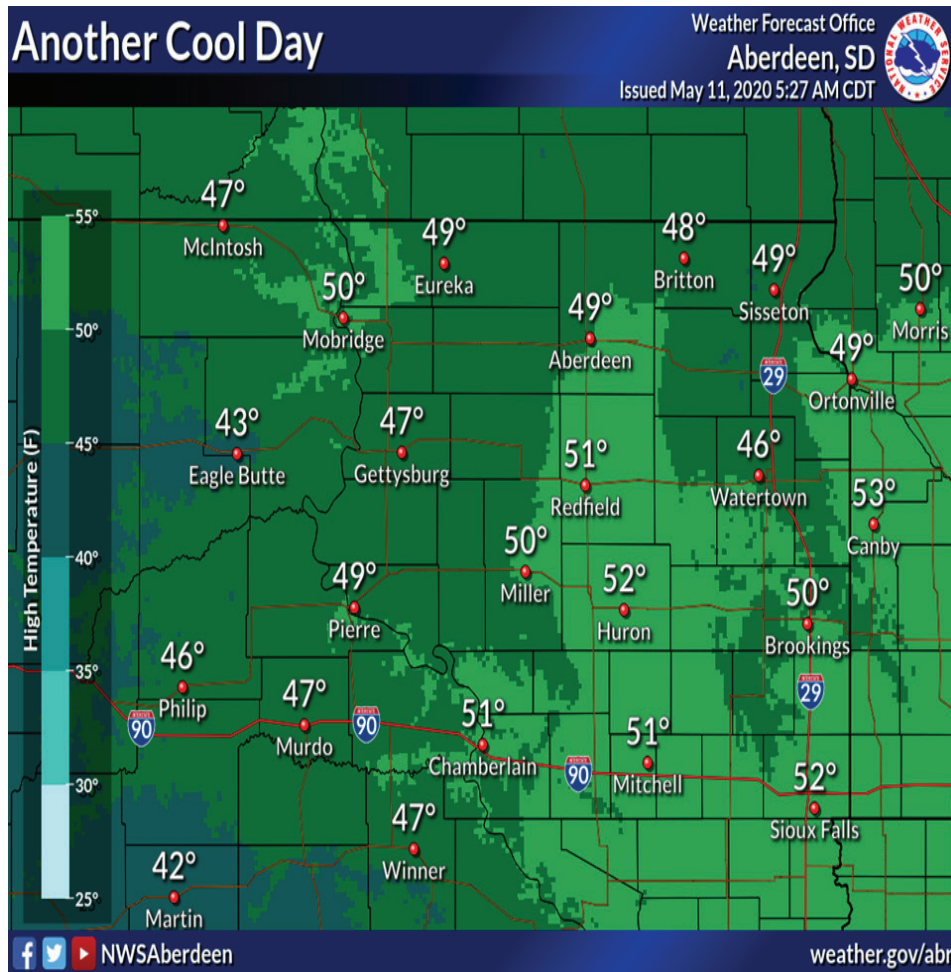 Another Cool Day
Weather Forecast Office
Aberdeen, SD
Issued May 11, 2020 5:27 AM CDT
NATIONAL WEATHER SERVICE
High Temperature (F)
55°
50°
45°
40°
35°
30°
25°
47°
McIntosh
49°
Eureka
48°
Britton
49°
Sisseton
50°
Morris
50°
Mobridge
49°
Aberdeen
29
49°
Ortonville
43°
Eagle Butte
47°
Gettysburg
51°
Redfield
46°
Watertown
53°
Canby
50°
Miller
49°
Pierre
52°
Huron
50°
Brookings
46°
Philip
29
90
47°
Murdo
90
51°
Chamberlain
90
51°
Mitchell
52°
Sioux Falls
47°
Winner
42°
Martin
NWSAberdeen
weather.gov/abr